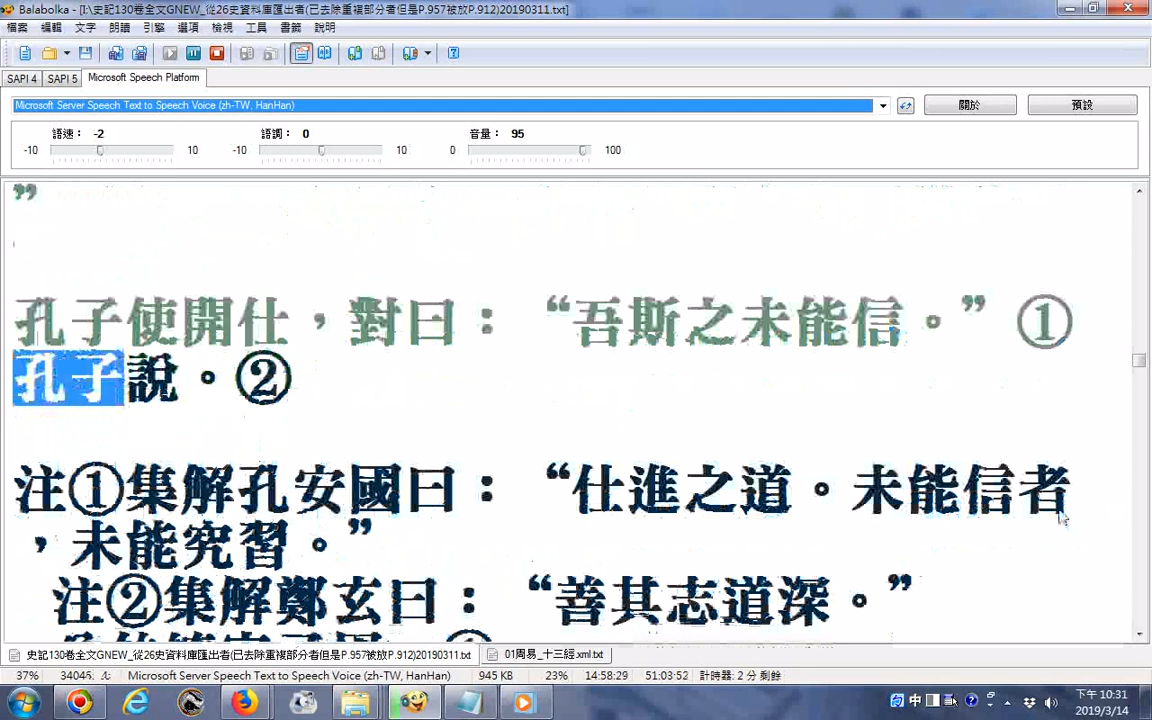 Balabolka - [I:\史記130卷全文GNEW_從26史資料庫匯出者(已去除重複部分者但是P.957被放P.912)20190311.txt]
檔案 編輯 文字 朗讀 引擎 選項 檢視 工具 書籤 說明
SAPI 4 SAPI 5 Microsoft Speech Platform
Microsoft Server Speech Text to Speech Voice (zh-TW, HanHan) 關於 預設
語速： -2 語調： 0 音量： 95
-10 10 -10 10 0 100
”
孔子使開仕，對曰：“吾斯之未能信。”①
孔子說。②
注①集解孔安國曰：“仕進之道。未能信者
，未能究習。”
注②集解鄭玄曰：“善其志道深。”
史記130卷全文GNEW_從26史資料庫匯出者(已去除重複部分者但是P.957被放P.912)20190311.txt 01周易_十三經.xml.txt
37% 34045. Microsoft Server Speech Text to Speech Voice (zh-TW, HanHan) 945 KB 23% 14:58:29 51:03:52 計時器: 2 分 剩餘
中 下午 10:31
2019/3/14